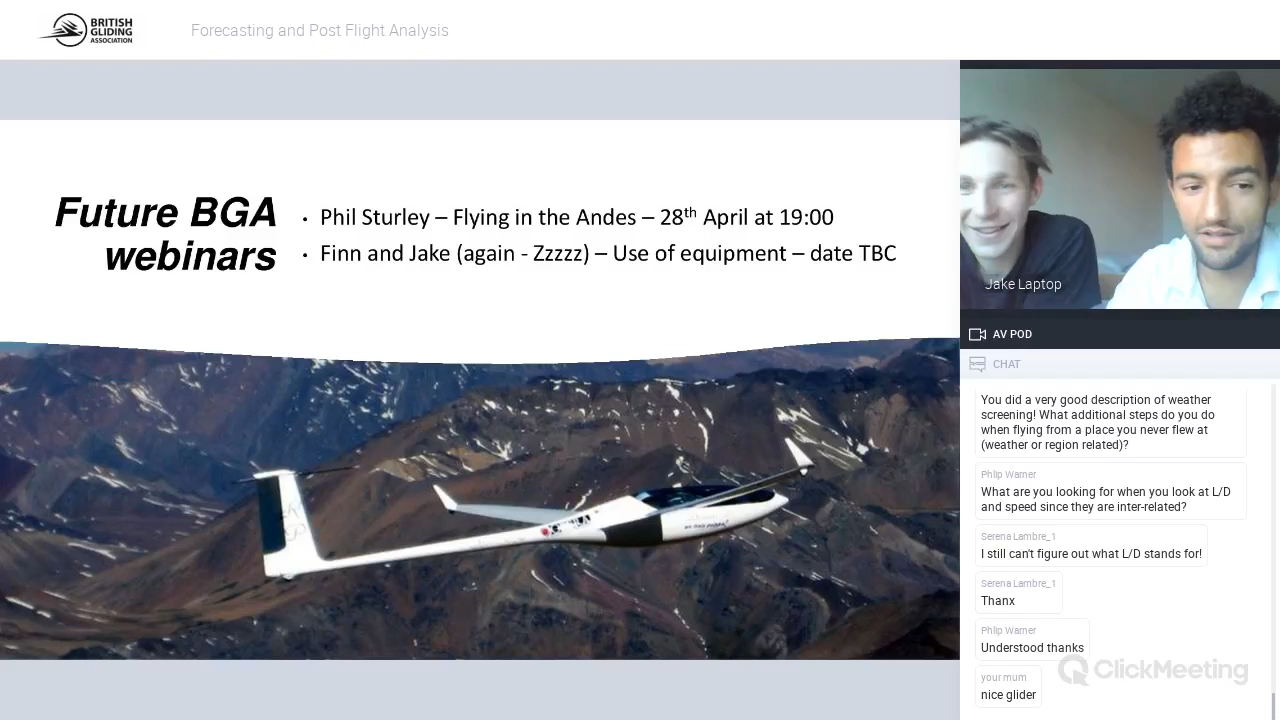 BRITISH
GLIDING
ASSOCIATION
Forecasting and Post Flight Analysis
Future BGA
webinars
• Phil Sturley – Flying in the Andes – 28th April at 19:00
• Finn and Jake (again - Zzzzz) – Use of equipment – date TBC
Jake Laptop
AV POD
CHAT
You did a very good description of weather
screening! What additional steps do you do
when flying from a place you never flew at
(weather or region related)?
Phlip Warner
What are you looking for when you look at L/D
and speed since they are inter-related?
Serena Lambre_1
I still can't figure out what L/D stands for!
Serena Lambre_1
Thanx
Phlip Warner
Understood thanks
your mum
nice glider
ClickMeeting